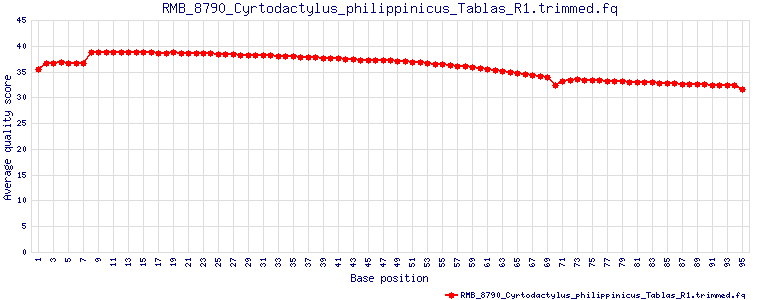 RMB_8790_Cyrtodactylus_philippinicus_Tablas_R1.trimmed.fq
45
40
35
30
25
20
15
10
5
0
Average quality score
1 3 5 7 9 11 13 15 17 19 21 23 25 27 29 31 33 35 37 39 41 43 45 47 49 51 53 55 57 59 61 63 65 67 69 71 73 75 77 79 81 83 85 87 89 91 93 95
Base position
RMB_8790_Cyrtodactylus_philippinicus_Tablas_R1.trimmed.fq